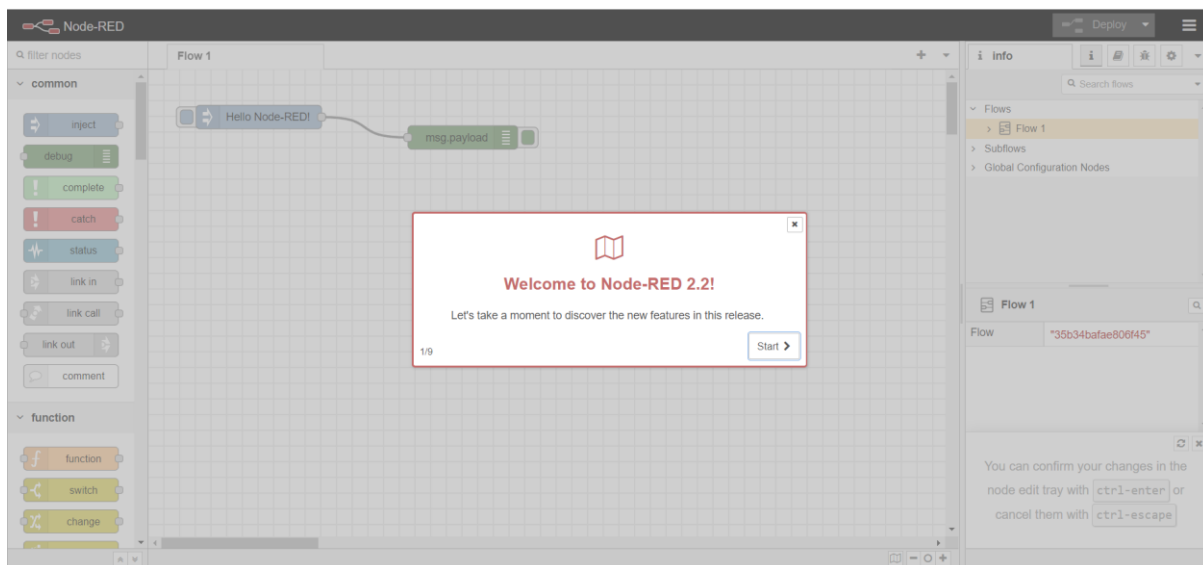 Node-RED
Deploy
filter nodes
Flow 1
info
i
Search flows
common
inject
debug
complete
catch
status
link in
link call
link out
comment
function
function
switch
change
Hello Node-RED!
msg.payload
Welcome to Node-RED 2.2!
Let's take a moment to discover the new features in this release.
1/9
Start
Flows
Flow 1
Subflows
Global Configuration Nodes
Flow 1
Flow "35b34bafae806f45"
You can confirm your changes in the
node edit tray with ctrl-enter or
cancel them with ctrl-escape